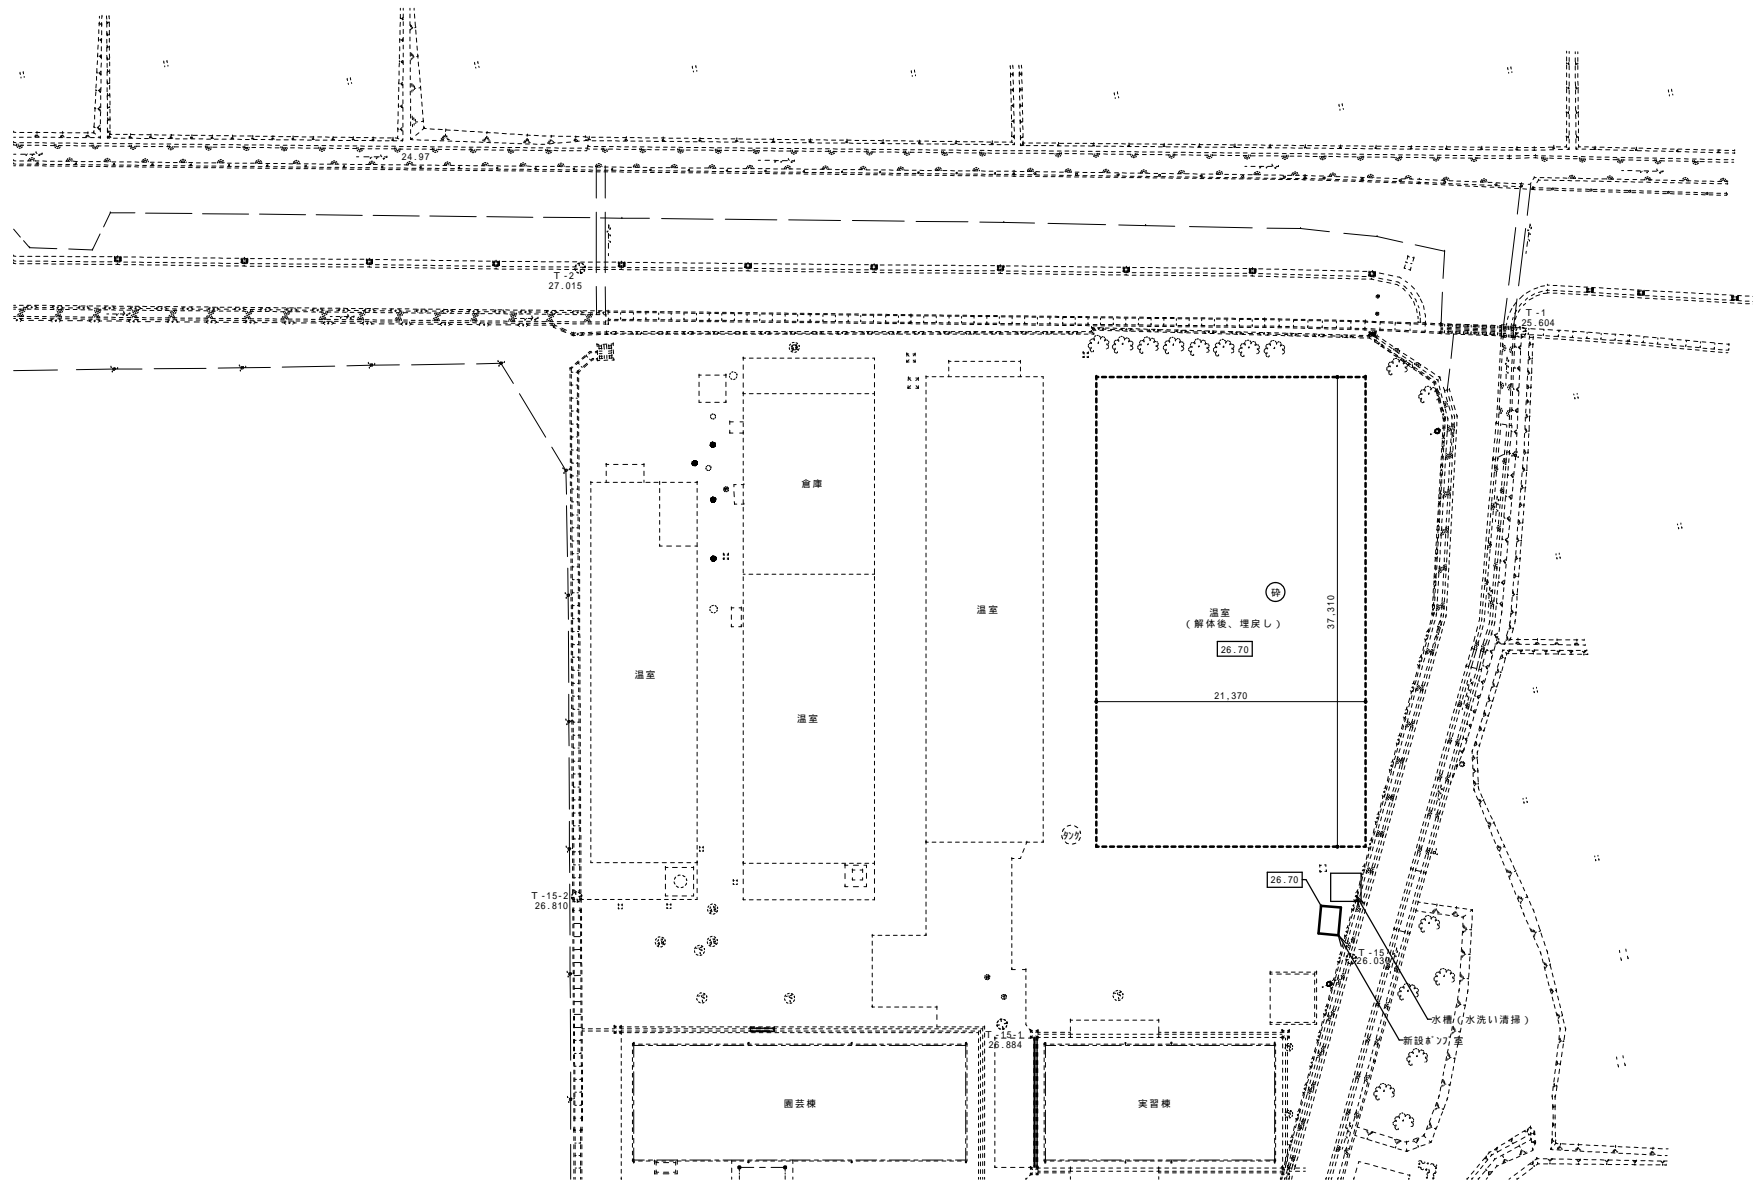 24.97
T-2
27.015
T-1
25.604
倉庫
砕
温室
温室
(解体後、埋戻し)
37,310
26.70
温室
21,370
温室
タンク
26.70
T-15-2
26.810
T-15
水槽(水洗い清掃)
T-15-1
26.884
新設ポンプ室
園芸棟
実習棟